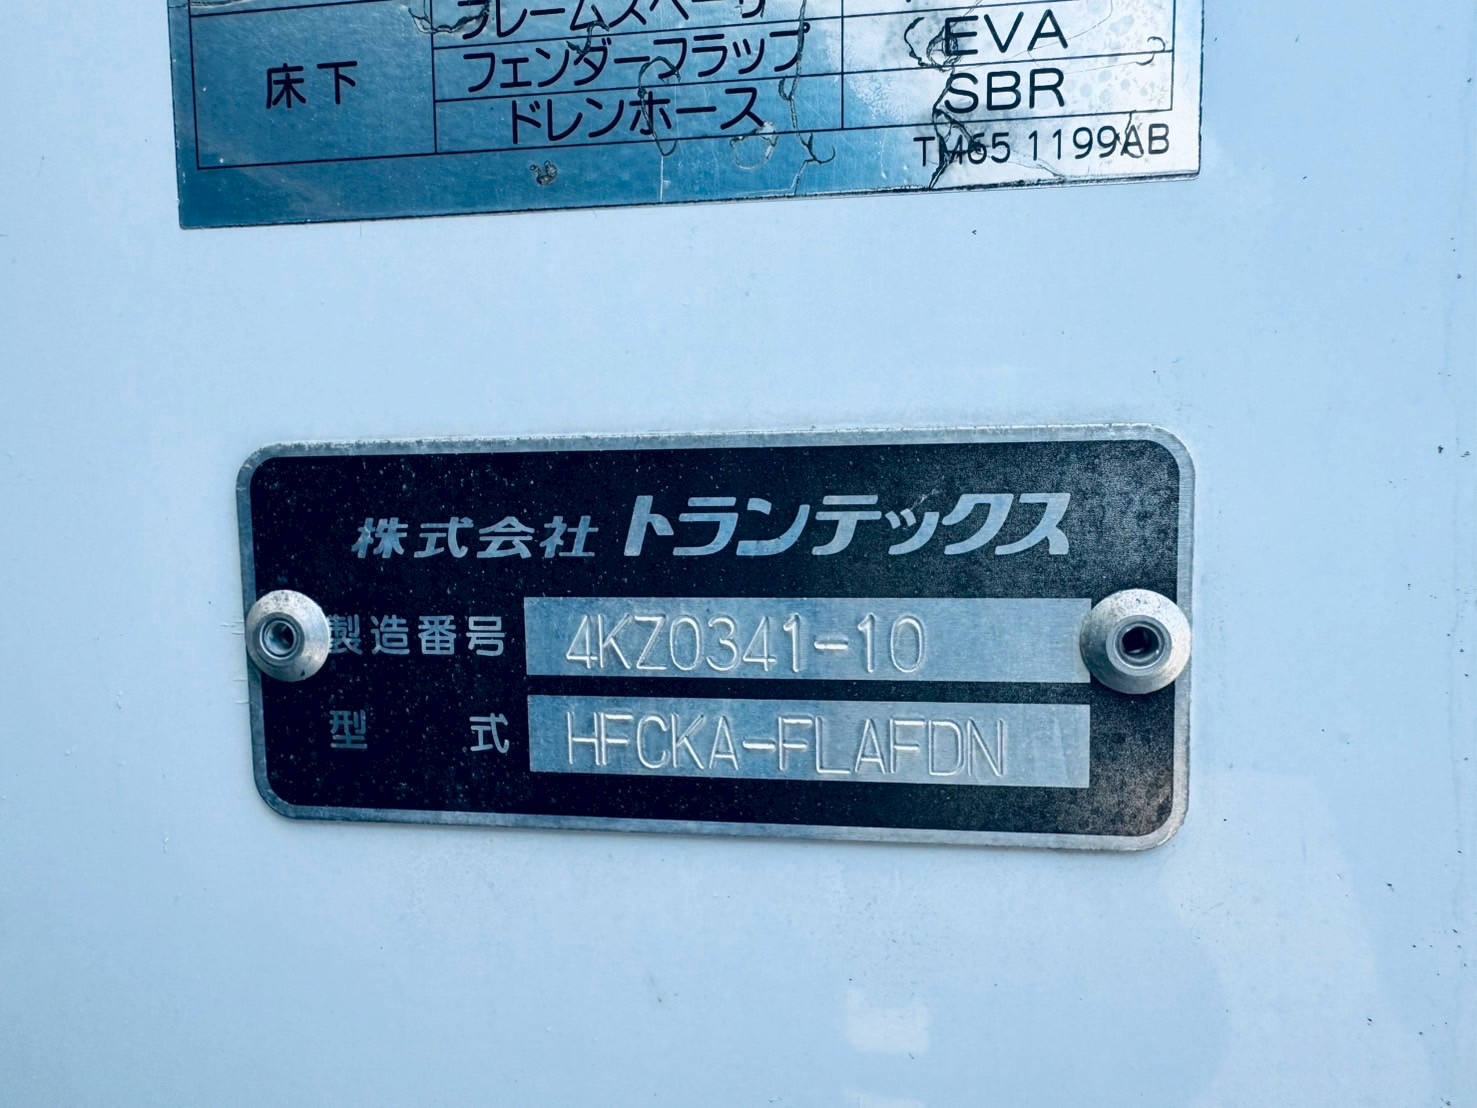 フレームスペーサ
床下 フェンダーフラップ EVA
ドレンホース SBR
TM65 1199AB
株式会社 トランテックス
製造番号 4KZ0341-10
型式 HFCKA-FLAFDN